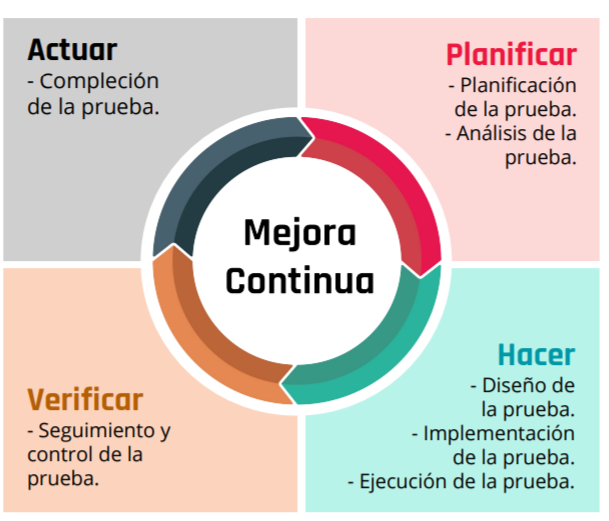 Actuar
- Compleción
de la prueba.
Planificar
- Planificación
de la prueba.
- Análisis de la
prueba.
Mejora
Continua
Verificar
- Seguimiento y
control de la
prueba.
Hacer
- Diseño de
la prueba.
- Implementación
de la prueba.
- Ejecución de la prueba.